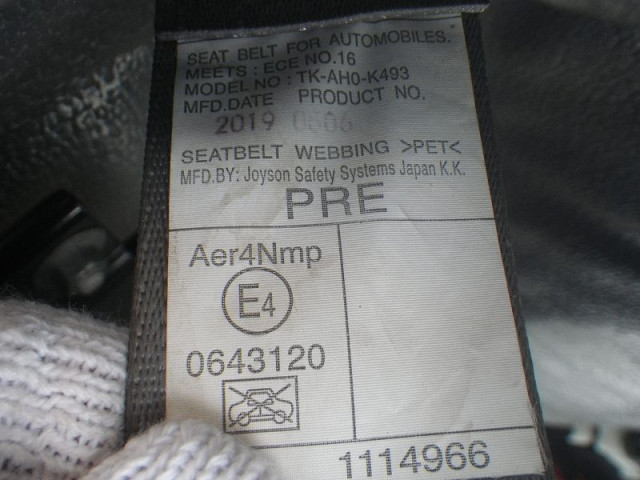 SEAT BELT FOR AUTOMOBILES.
MEETS : ECE NO.16
MODEL NO : TK-AH0-K493
MFD.DATE PRODUCT NO.
2019 0606
SEATBELT WEBBING >PET<
MFD.BY: Joyson Safety Systems Japan K.K.
PRE
Aer4Nmp
E4
0643120
1114966